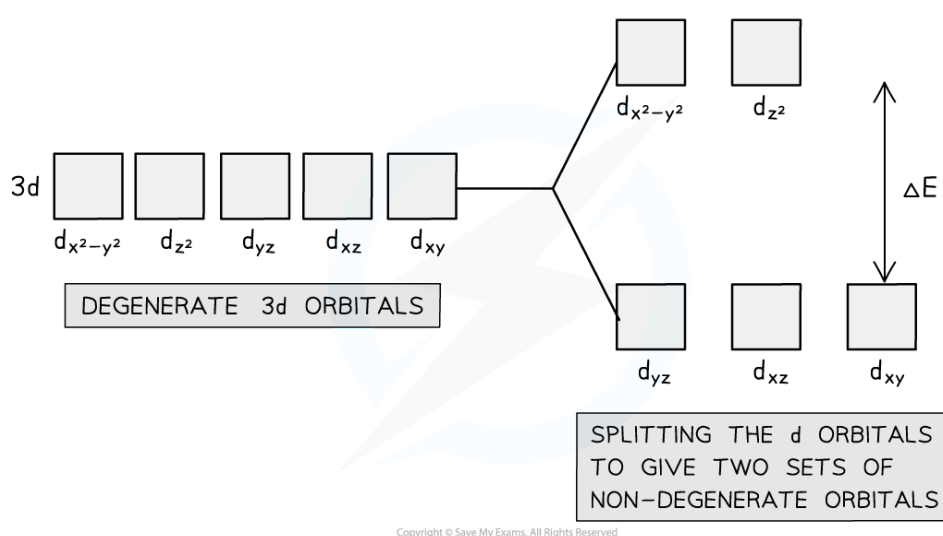 dx²−y² dz²
3d
ΔE
dx²−y² dz² dyz dxz dxy
DEGENERATE 3d ORBITALS
dyz dxz dxy
SPLITTING THE d ORBITALS
TO GIVE TWO SETS OF
NON-DEGENERATE ORBITALS
Copyright © Save My Exams. All Rights Reserved